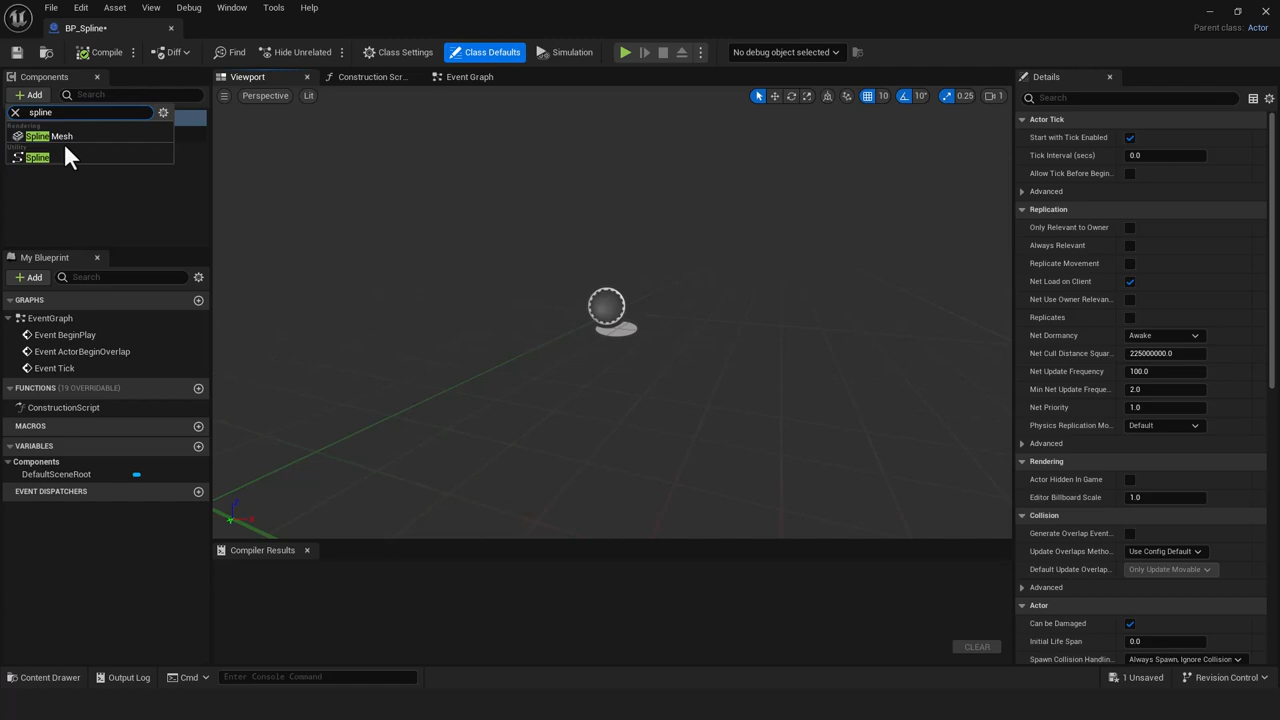 File Edit Asset View Debug Window Tools Help
BP_Spline•
Parent class: Actor
Compile Diff Find Hide Unrelated Class Settings Class Defaults Simulation No debug object selected
Components
Add Search
spline
Rendering
Spline Mesh
Utility
Spline
My Blueprint
Add Search
GRAPHS
EventGraph
Event BeginPlay
Event ActorBeginOverlap
Event Tick
FUNCTIONS (19 OVERRIDABLE)
ConstructionScript
MACROS
VARIABLES
Components
DefaultSceneRoot
EVENT DISPATCHERS
Viewport Construction Scr... Event Graph
Perspective Lit 10 10° 0.25 1
Compiler Results
CLEAR
Details
Search
Actor Tick
Start with Tick Enabled
Tick Interval (secs) 0.0
Allow Tick Before Begin...
Advanced
Replication
Only Relevant to Owner
Always Relevant
Replicate Movement
Net Load on Client
Net Use Owner Relevan...
Replicates
Net Dormancy Awake
Net Cull Distance Squar... 225000000.0
Net Update Frequency 100.0
Min Net Update Freque... 2.0
Net Priority 1.0
Physics Replication Mo... Default
Advanced
Rendering
Actor Hidden In Game
Editor Billboard Scale 1.0
Collision
Generate Overlap Event...
Update Overlaps Metho... Use Config Default
Default Update Overlap... Only Update Movable
Advanced
Actor
Can be Damaged
Initial Life Span 0.0
Spawn Collision Handlin... Always Spawn, Ignore Collision
Content Drawer Output Log Cmd Enter Console Command 1 Unsaved Revision Control